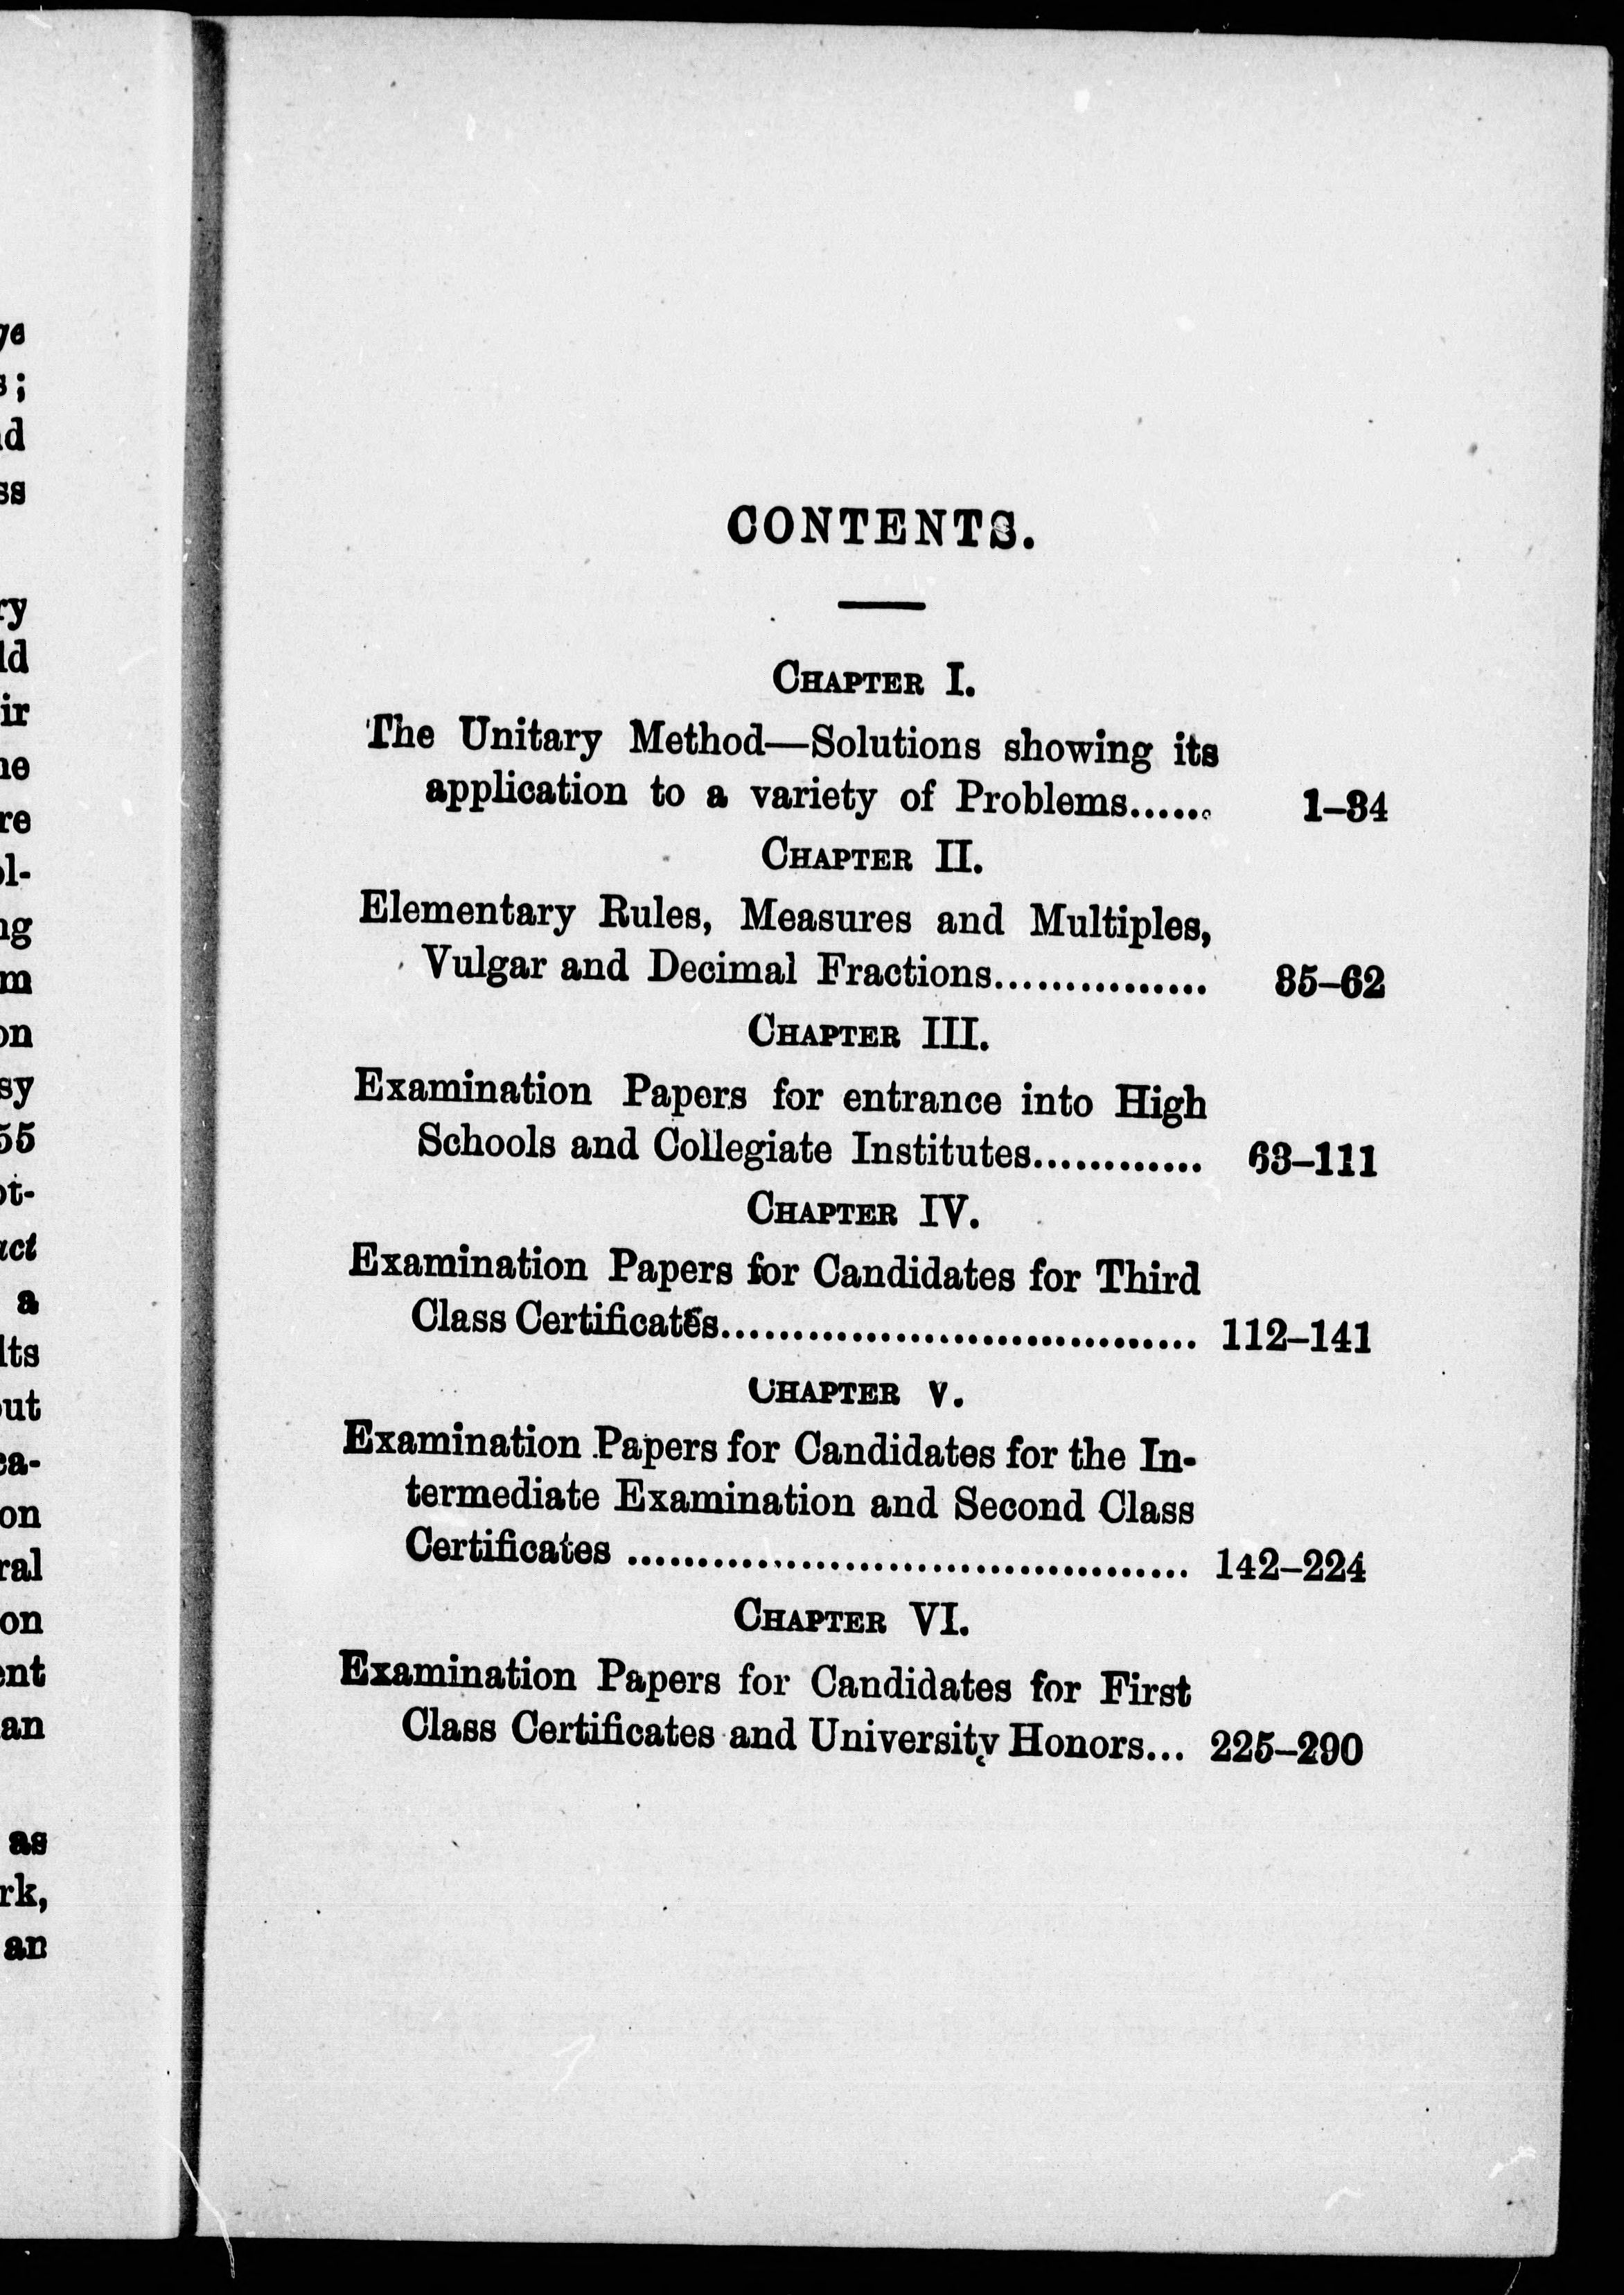 CONTENTS.
CHAPTER I.
The Unitary Method—Solutions showing its
application to a variety of Problems...... 1–34
CHAPTER II.
Elementary Rules, Measures and Multiples,
Vulgar and Decimal Fractions............... 35–62
CHAPTER III.
Examination Papers for entrance into High
Schools and Collegiate Institutes............ 63–111
CHAPTER IV.
Examination Papers for Candidates for Third
Class Certificates................................. 112–141
CHAPTER V.
Examination Papers for Candidates for the In-
termediate Examination and Second Class
Certificates ....................................... 142–224
CHAPTER VI.
Examination Papers for Candidates for First
Class Certificates and University Honors... 225–290